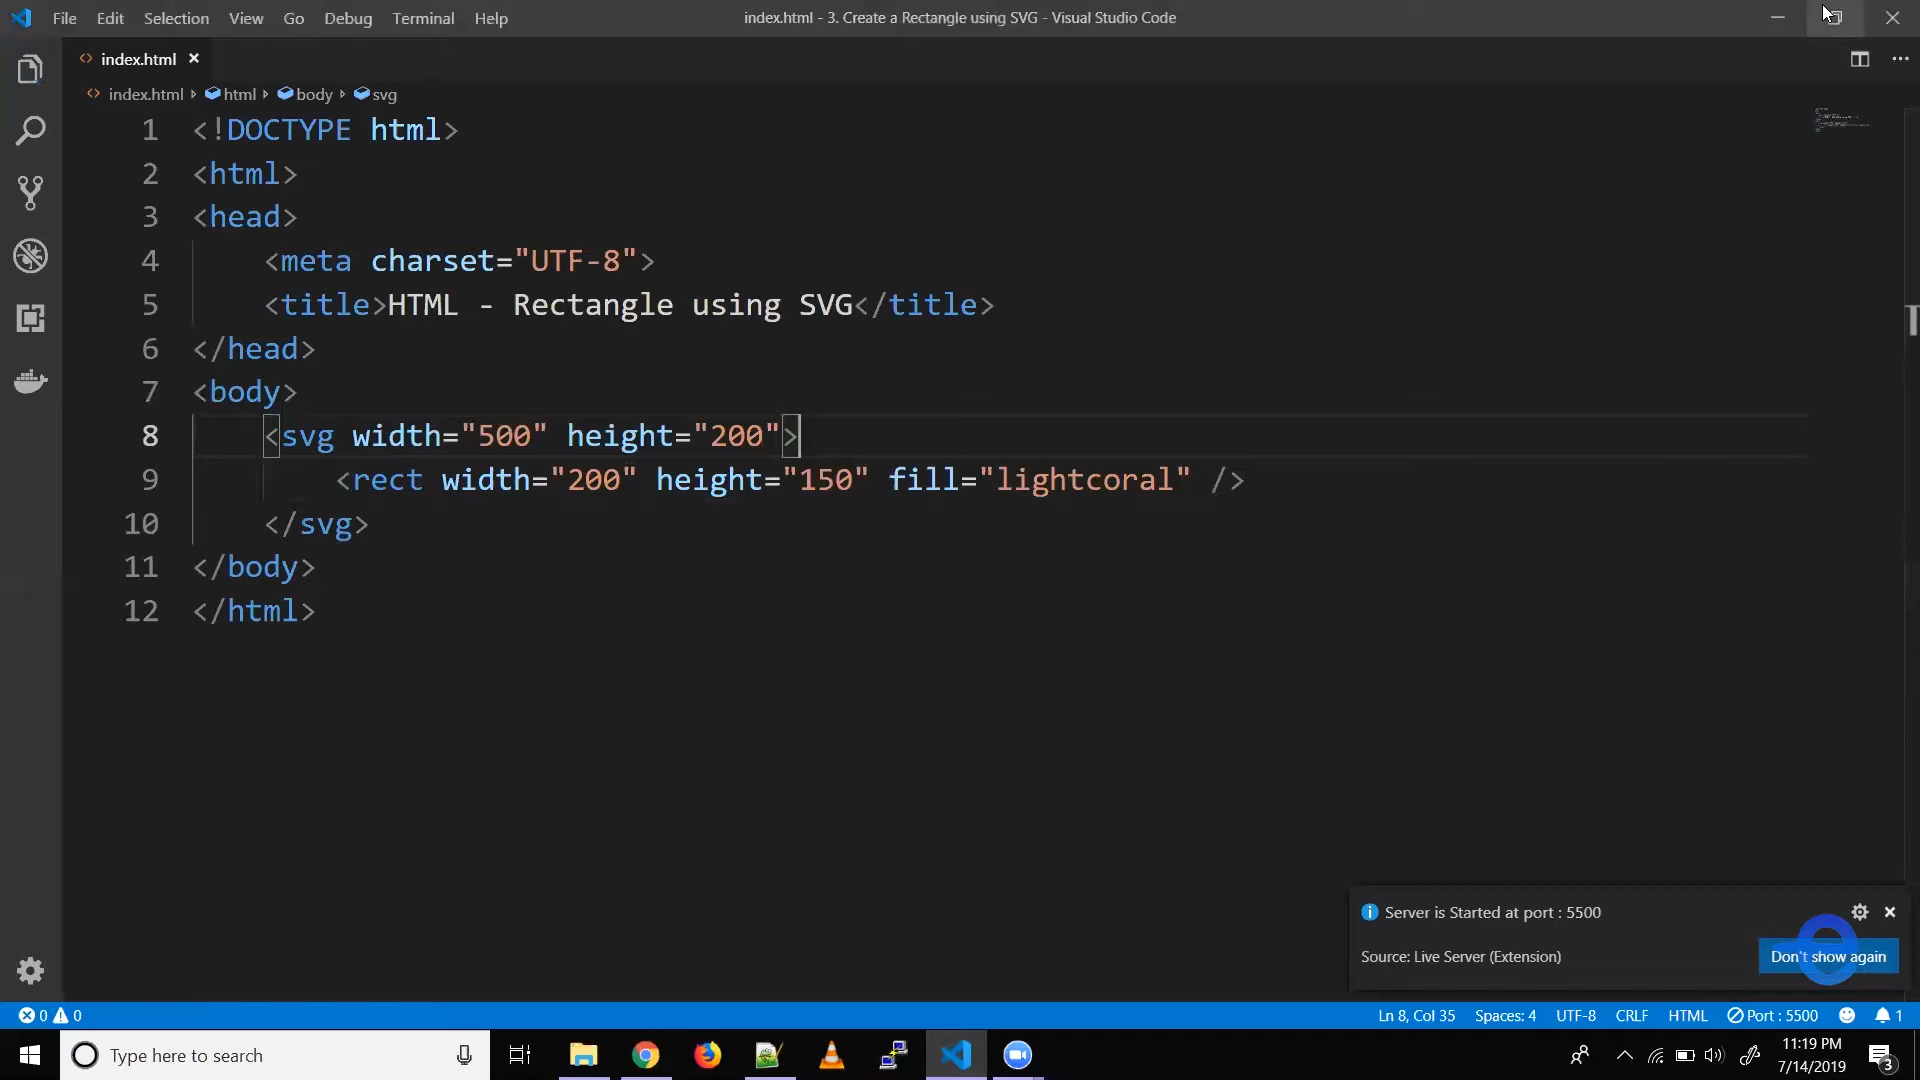 File Edit Selection View Go Debug Terminal Help
index.html - 3. Create a Rectangle using SVG - Visual Studio Code
index.html
index.html html body svg
1 <!DOCTYPE html>
2 <html>
3 <head>
4 <meta charset="UTF-8">
5 <title>HTML - Rectangle using SVG</title>
6 </head>
7 <body>
8 <svg width="500" height="200">
9 <rect width="200" height="150" fill="lightcoral" />
10 </svg>
11 </body>
12 </html>
Server is Started at port : 5500
Source: Live Server (Extension)
Don't show again
0 0
Ln 8, Col 35 Spaces: 4 UTF-8 CRLF HTML Port : 5500 1
Type here to search
11:19 PM
7/14/2019
3